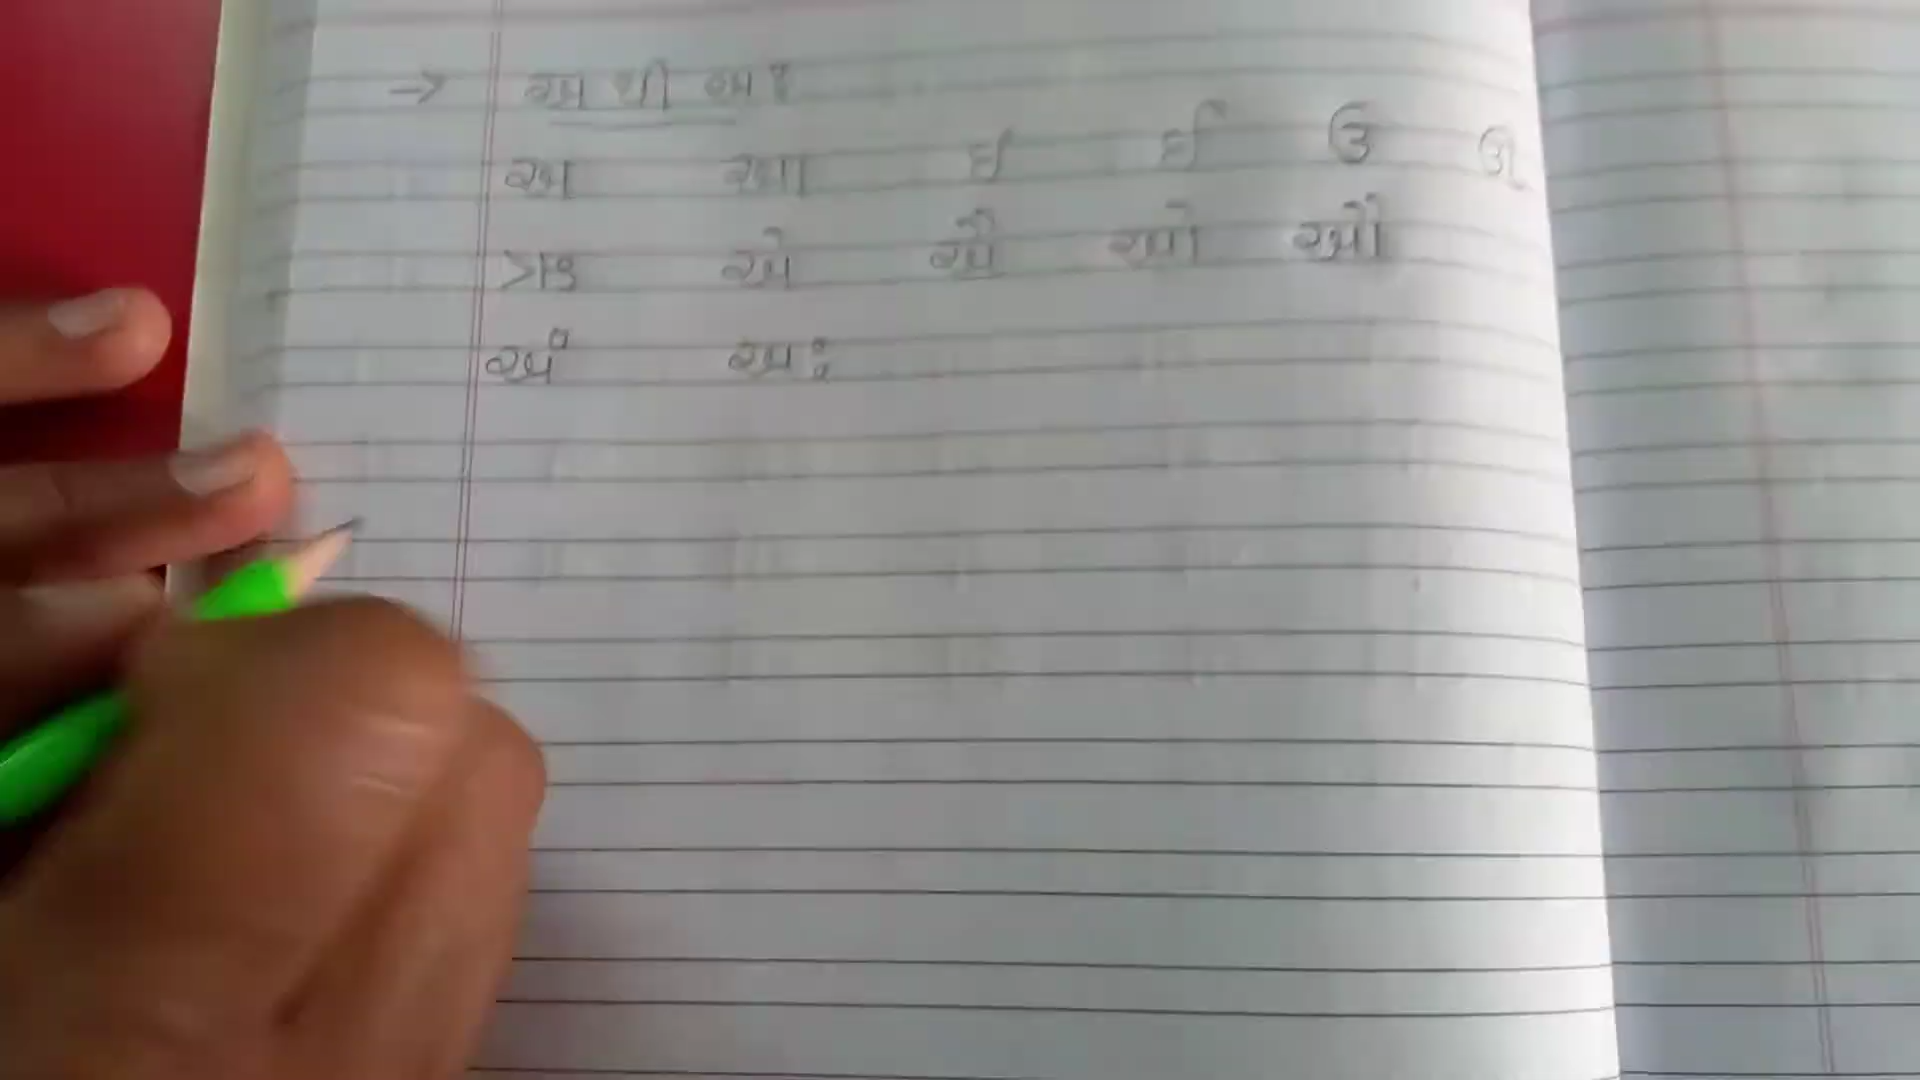 → અ થી અઃ
અ આ ઇ ઈ ઉ ઊ
ઋ એ ઐ ઓ ઔ
અં અઃ